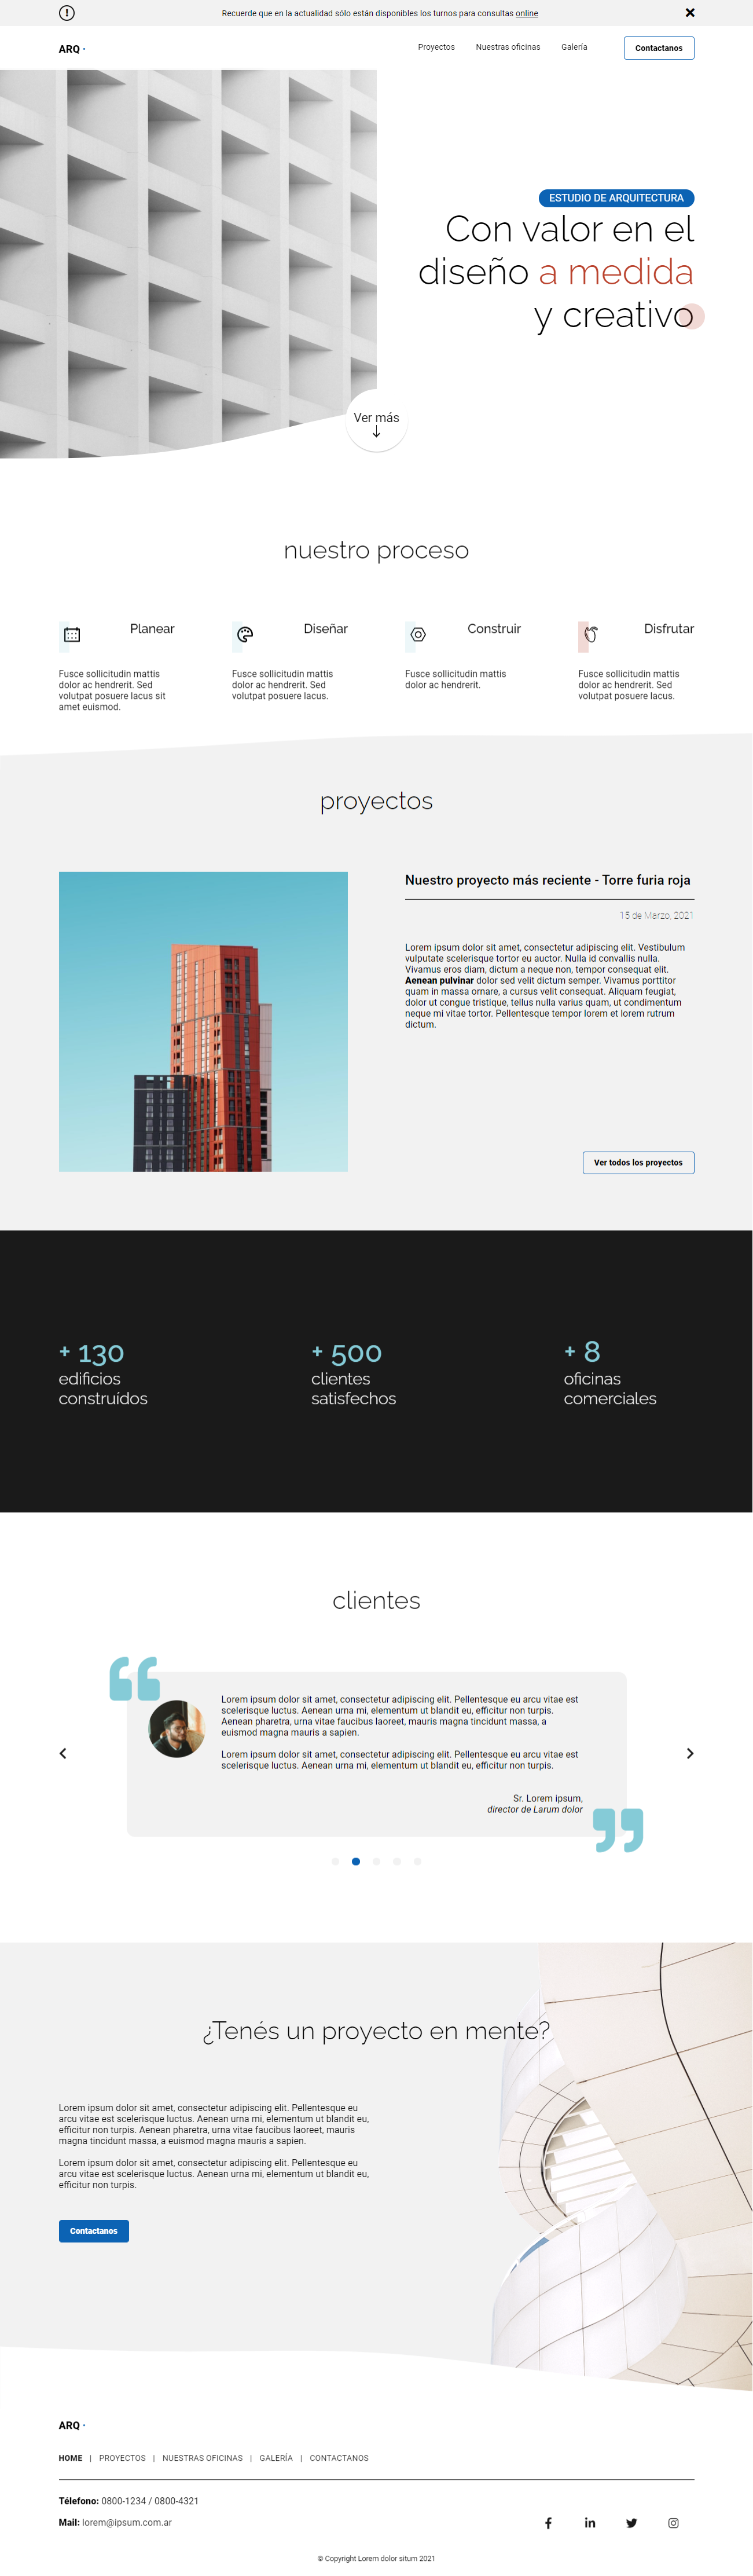 Recuerde que en la actualidad sólo están disponibles los turnos para consultas online
ARQ ·
Proyectos
Nuestras oficinas
Galería
Contactanos
ESTUDIO DE ARQUITECTURA
Con valor en el
diseño a medida
y creativo
Ver más
nuestro proceso
Planear
Fusce sollicitudin mattis
dolor ac hendrerit. Sed
volutpat posuere lacus sit
amet euismod.
Diseñar
Fusce sollicitudin mattis
dolor ac hendrerit. Sed
volutpat posuere lacus.
Construir
Fusce sollicitudin mattis
dolor ac hendrerit.
Disfrutar
Fusce sollicitudin mattis
dolor ac hendrerit. Sed
volutpat posuere lacus.
proyectos
Nuestro proyecto más reciente - Torre furia roja
15 de Marzo, 2021
Lorem ipsum dolor sit amet, consectetur adipiscing elit. Vestibulum
vulputate scelerisque tortor eu auctor. Nulla id convallis nulla.
Vivamus eros diam, dictum a neque non, tempor consequat elit.
Aenean pulvinar dolor sed velit dictum semper. Vivamus porttitor
quam in massa ornare, a cursus velit consequat. Aliquam feugiat,
dolor ut congue tristique, tellus nulla varius quam, ut condimentum
neque mi vitae tortor. Pellentesque tempor lorem et lorem rutrum
dictum.
Ver todos los proyectos
+ 130
edificios
construídos
+ 500
clientes
satisfechos
+ 8
oficinas
comerciales
clientes
Lorem ipsum dolor sit amet, consectetur adipiscing elit. Pellentesque eu arcu vitae est
scelerisque luctus. Aenean urna mi, elementum ut blandit eu, efficitur non turpis.
Aenean pharetra, urna vitae faucibus laoreet, mauris magna tincidunt massa, a
euismod magna mauris a sapien.
Lorem ipsum dolor sit amet, consectetur adipiscing elit. Pellentesque eu arcu vitae est
scelerisque luctus. Aenean urna mi, elementum ut blandit eu, efficitur non turpis.
Sr. Lorem ipsum,
director de Larum dolor
¿Tenés un proyecto en mente?
Lorem ipsum dolor sit amet, consectetur adipiscing elit. Pellentesque eu
arcu vitae est scelerisque luctus. Aenean urna mi, elementum ut blandit eu,
efficitur non turpis. Aenean pharetra, urna vitae faucibus laoreet, mauris
magna tincidunt massa, a euismod magna mauris a sapien.
Lorem ipsum dolor sit amet, consectetur adipiscing elit. Pellentesque eu
arcu vitae est scelerisque luctus. Aenean urna mi, elementum ut blandit eu,
efficitur non turpis.
Contactanos
ARQ ·
HOME | PROYECTOS | NUESTRAS OFICINAS | GALERÍA | CONTACTANOS
Télefono: 0800-1234 / 0800-4321
Mail: lorem@ipsum.com.ar
© Copyright Lorem dolor situm 2021